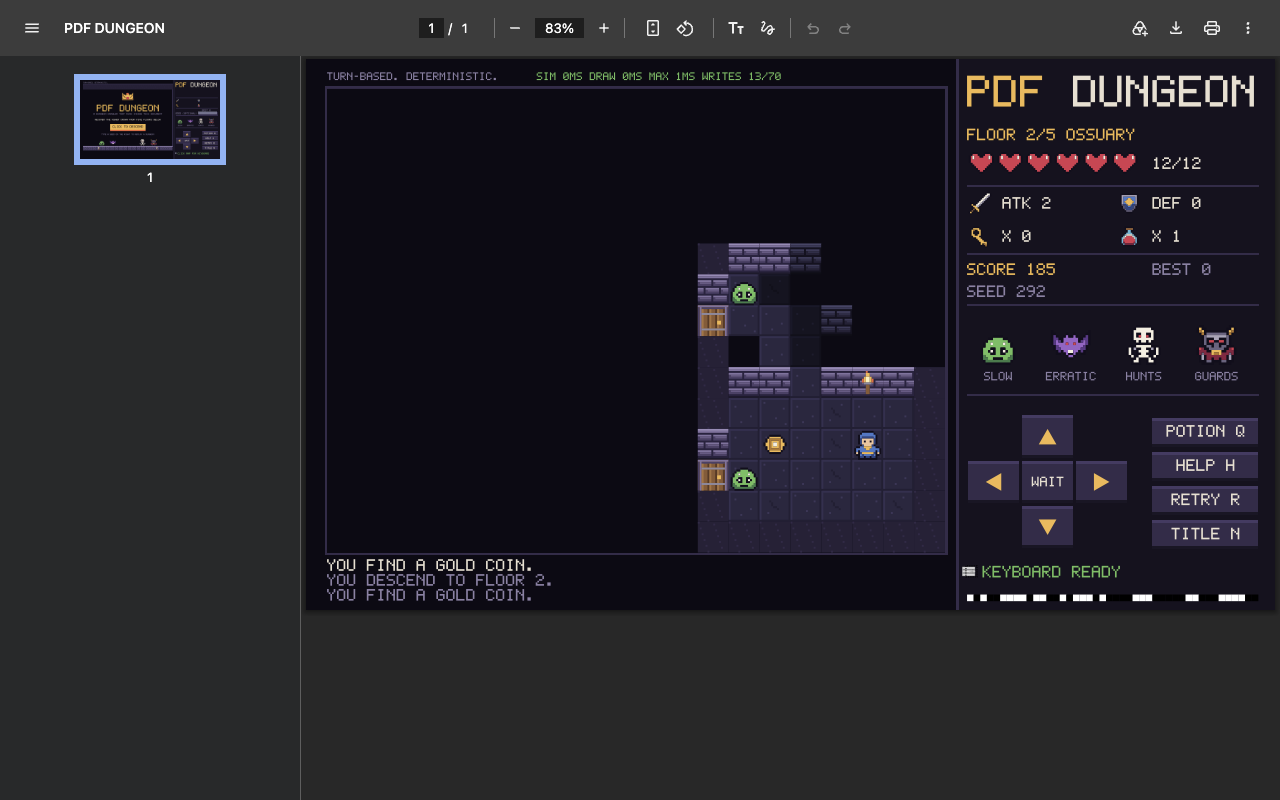 PDF DUNGEON
1 / 1
83%
1
PDF DUNGEON
TURN-BASED. DETERMINISTIC.
SIM 0MS DRAW 0MS MAX 1MS WRITES 13/70
PDF DUNGEON
FLOOR 2/5 OSSUARY
12/12
ATK 2
DEF 0
X 0
X 1
SCORE 185
BEST 0
SEED 292
SLOW
ERRATIC
HUNTS
GUARDS
POTION Q
HELP H
WAIT
RETRY R
TITLE N
KEYBOARD READY
YOU FIND A GOLD COIN.
YOU DESCEND TO FLOOR 2.
YOU FIND A GOLD COIN.